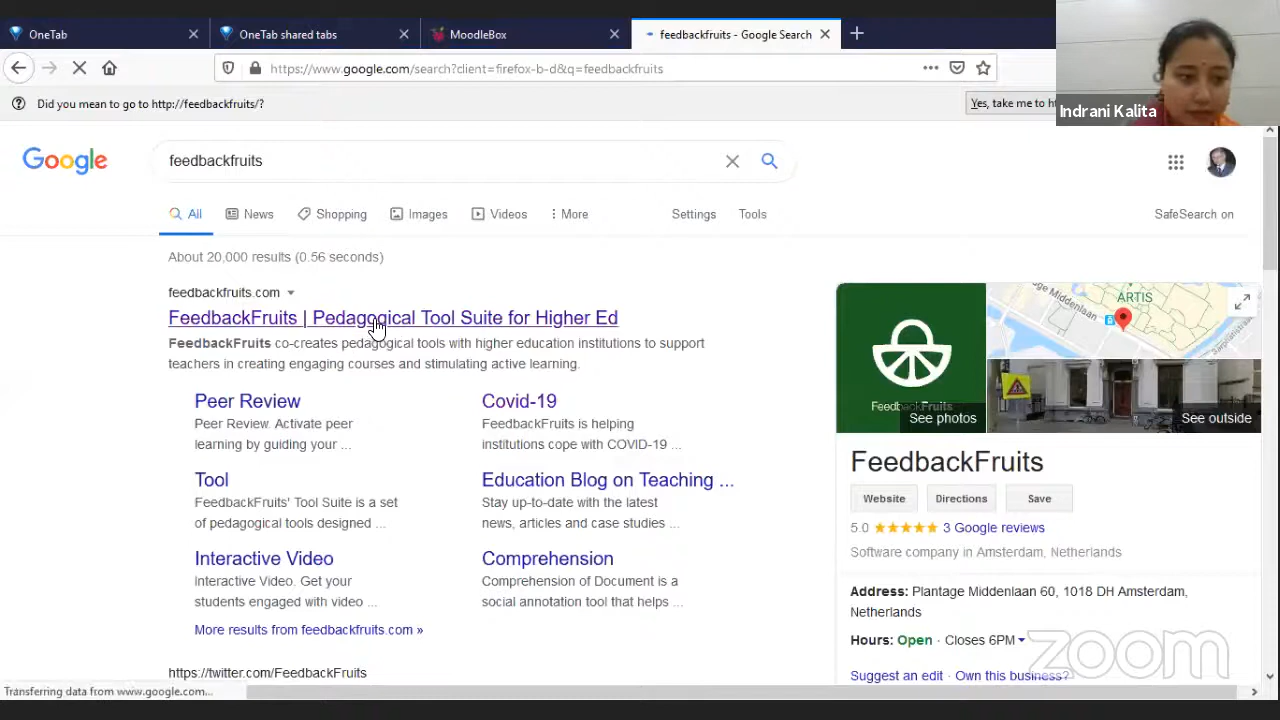 OneTab
OneTab shared tabs
MoodleBox
feedbackfruits - Google Search
https://www.google.com/search?client=firefox-b-d&q=feedbackfruits
Did you mean to go to http://feedbackfruits/?
Yes, take me to
Indrani Kalita
Google
feedbackfruits
All
News
Shopping
Images
Videos
More
Settings
Tools
SafeSearch on
About 20,000 results (0.56 seconds)
feedbackfruits.com
FeedbackFruits | Pedagogical Tool Suite for Higher Ed
FeedbackFruits co-creates pedagogical tools with higher education institutions to support
teachers in creating engaging courses and stimulating active learning.
Peer Review
Peer Review. Activate peer
learning by guiding your ...
Covid-19
FeedbackFruits is helping
institutions cope with COVID-19 ...
Tool
FeedbackFruits' Tool Suite is a set
of pedagogical tools designed ...
Education Blog on Teaching ...
Stay up-to-date with the latest
news, articles and case studies ...
Interactive Video
Interactive Video. Get your
students engaged with video ...
Comprehension
Comprehension of Document is a
social annotation tool that helps ...
More results from feedbackfruits.com »
https://twitter.com/FeedbackFruits
Transferring data from www.google.com...
ARTIS
FeedbackFruits
See photos
See outside
FeedbackFruits
Website
Directions
Save
5.0
3 Google reviews
Software company in Amsterdam, Netherlands
Address: Plantage Middenlaan 60, 1018 DH Amsterdam,
Netherlands
Hours: Open · Closes 6PM
Suggest an edit · Own this business?
zoom